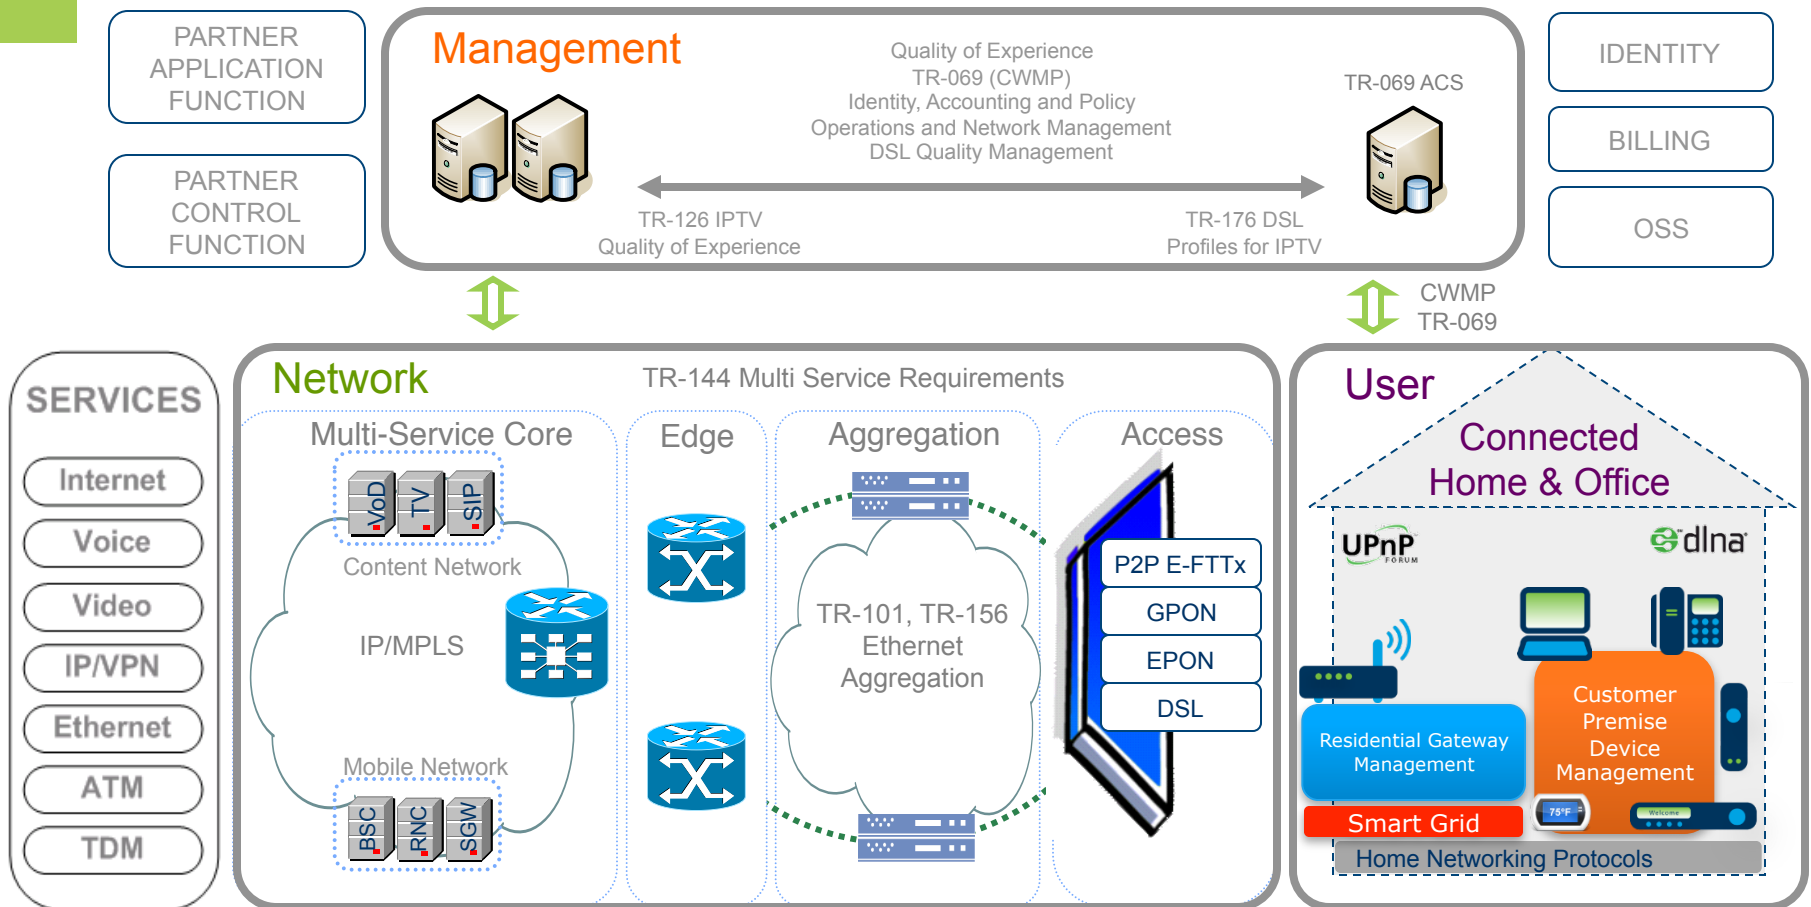 PARTNER
APPLICATION
FUNCTION
PARTNER
CONTROL
FUNCTION
Management
Quality of Experience
TR-069 (CWMP)
Identity, Accounting and Policy
Operations and Network Management
DSL Quality Management
TR-069 ACS
TR-126 IPTV
Quality of Experience
TR-176 DSL
Profiles for IPTV
IDENTITY
BILLING
OSS
CWMP
TR-069
SERVICES
Internet
Voice
Video
IP/VPN
Ethernet
ATM
TDM
Network
TR-144 Multi Service Requirements
Multi-Service Core
VoD
TV
SIP
Content Network
IP/MPLS
Mobile Network
BSC
RNC
SGW
Edge
Aggregation
TR-101, TR-156
Ethernet
Aggregation
Access
P2P E-FTTx
GPON
EPON
DSL
User
Connected
Home & Office
UPnP
FORUM
dlna
Customer
Premise
Device
Management
Residential Gateway
Management
Smart Grid
75°F
Welcome
Home Networking Protocols